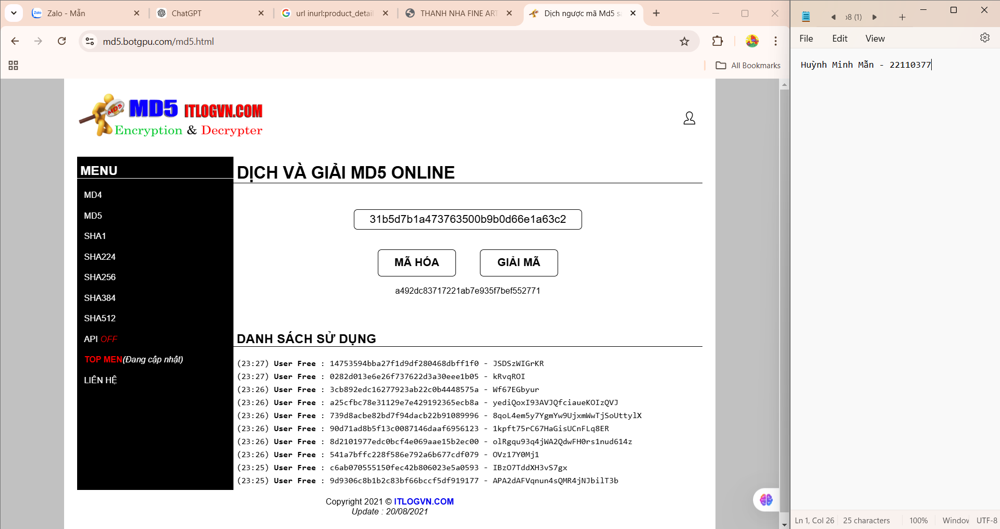 Zalo - Mẫn
ChatGPT
url inurl:product_detail
THANH NHA FINE ART
Dịch ngược mã Md5 sa
md5.botgpu.com/md5.html
All Bookmarks
MD5
MD5 ITLOGVN.COM
Encryption & Decrypter
MENU
MD4
MD5
SHA1
SHA224
SHA256
SHA384
SHA512
API OFF
TOP MEN(Đang cập nhật)
LIÊN HỆ
DỊCH VÀ GIẢI MD5 ONLINE
31b5d7b1a473763500b9b0d66e1a63c2
MÃ HÓA
GIẢI MÃ
a492dc83717221ab7e935f7bef552771
DANH SÁCH SỬ DỤNG
(23:27) User Free : 14753594bba27f1d9df280468dbff1f0 - JSDSzWIGrKR
(23:27) User Free : 0282d013e6e26f737622d3a30eee1b05 - kRvqROI
(23:26) User Free : 3cb892edc16277923ab22c0b4448575a - Wf67EGbyur
(23:26) User Free : a25cfbc78e31129e7e429192365ecb8a - yediQoxI93AVJQfciaueKOIzQVJ
(23:26) User Free : 739d8acbe82bd7f94dacb22b91089996 - 8qoL4em5y7YgmYw9UjxmWwTjSoUttylX
(23:26) User Free : 90d71ad8b5f13c0087146daaf6956123 - 1kpft75rC67HaGisUCnFLq8ER
(23:26) User Free : 8d2101977edc0bcf4e069aae15b2ec00 - olRgqu93q4jWA2QdwFH0rs1nud614z
(23:26) User Free : 541a7bffc228f586e792a6b677cdf079 - OVz17Y0Mj1
(23:25) User Free : c6ab070555150fec42b806023e5a0593 - IBzO7TddXH3vS7gx
(23:25) User Free : 9d9306c8b1b2c83bf66bccf5df919177 - APA2dAFVqnun4sQMR4jNJbilT3b
Copyright 2021 © ITLOGVN.COM
Update : 20/08/2021
8 (1)
File Edit View
Huỳnh Minh Mẫn - 22110377
Ln 1, Col 26 25 characters 100% Window UTF-8